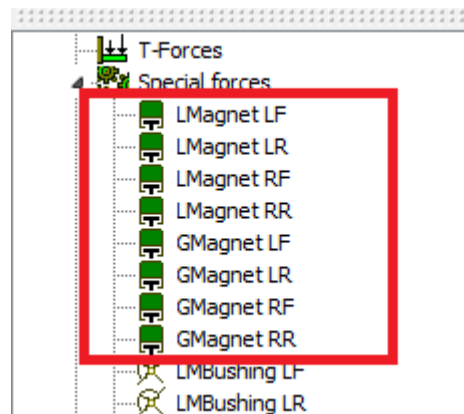 T-Forces
Special forces
LMagnet LF
LMagnet LR
LMagnet RF
LMagnet RR
GMagnet LF
GMagnet LR
GMagnet RF
GMagnet RR
LMBushing LF
LMBushing LR